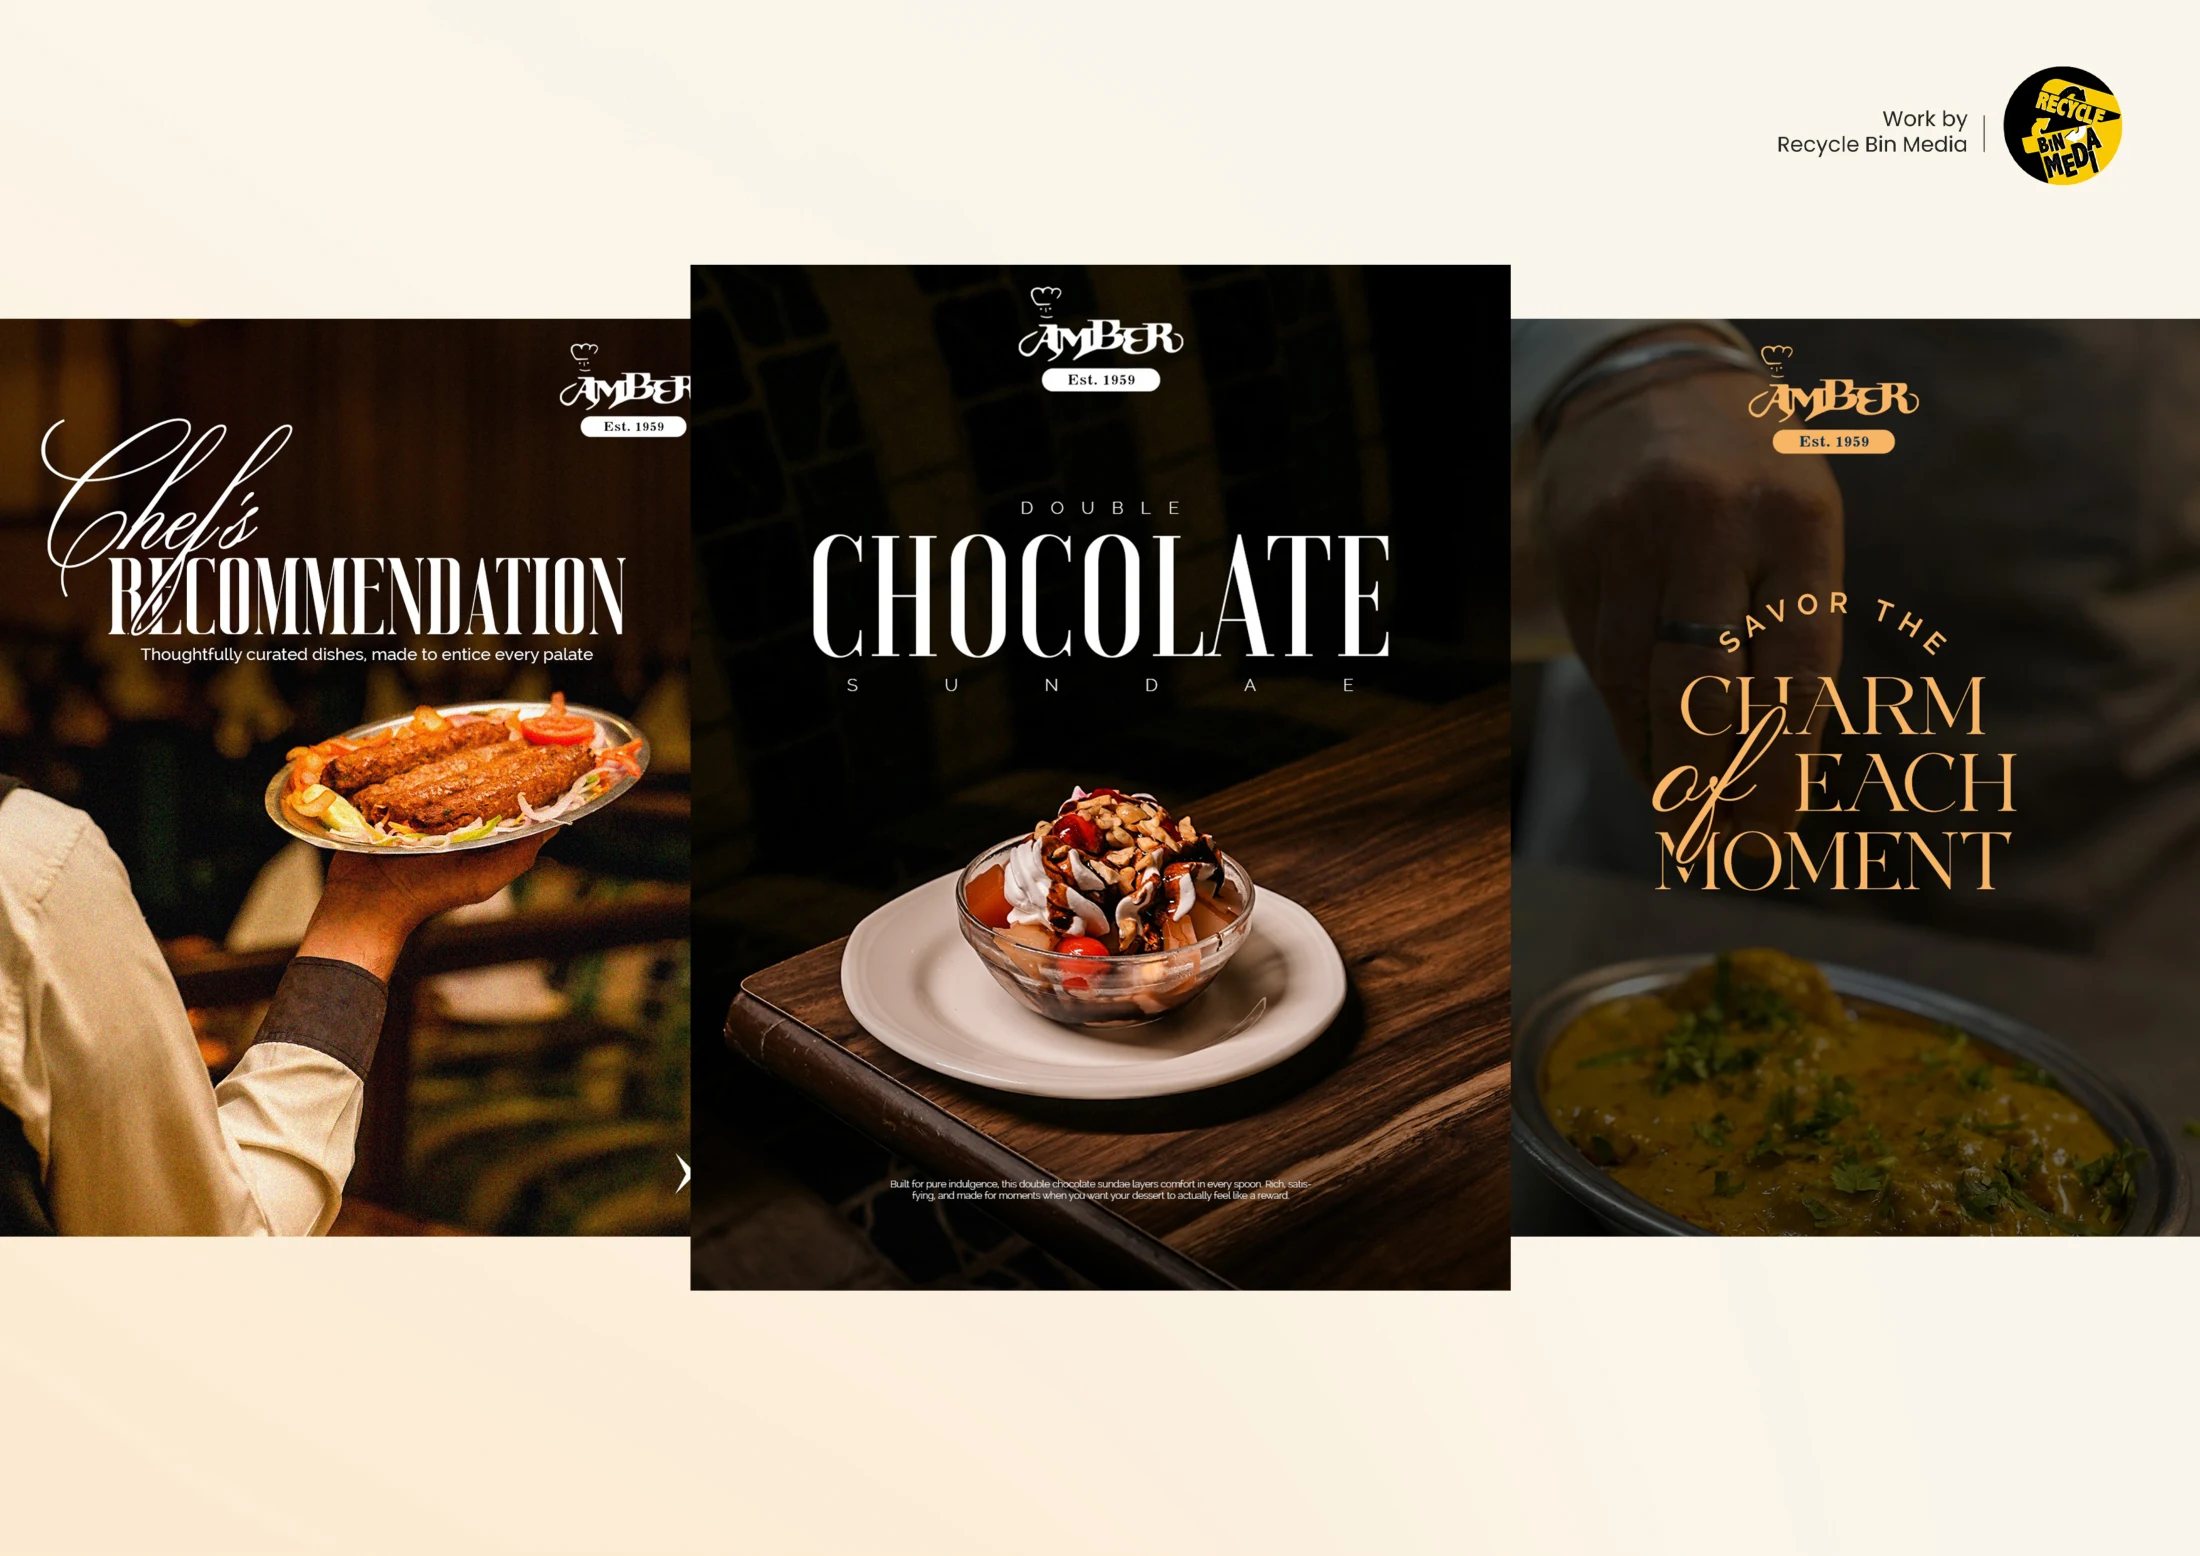 Work by
Recycle Bin Media
RECYCLE
BIN
MEDIA
AMBER
Est. 1959
Chef's
RECOMMENDATION
Thoughtfully curated dishes, made to entice every palate
AMBER
Est. 1959
DOUBLE
CHOCOLATE
SUNDAE
Built for pure indulgence, this double chocolate sundae layers comfort in every spoon. Rich, satis-
fying, and made for moments when you want your dessert to actually feel like a reward.
AMBER
Est. 1959
SAVOR THE
CHARM
of EACH
MOMENT